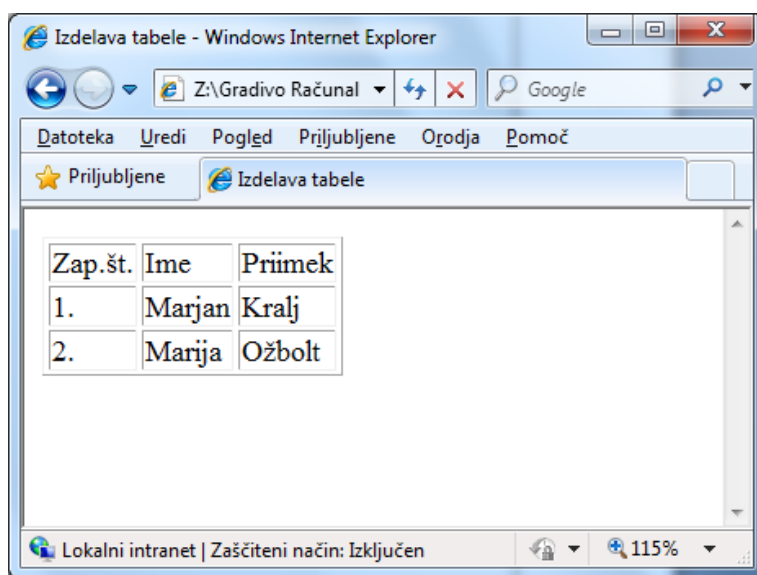 Izdelava tabele - Windows Internet Explorer
Z:\Gradivo Računal
Google
Datoteka Uredi Pogled Priljubljene Orodja Pomoč
Priljubljene Izdelava tabele
Zap.št. Ime Priimek
1. Marjan Kralj
2. Marija Ožbolt
Lokalni intranet | Zaščiteni način: Izključen 115%